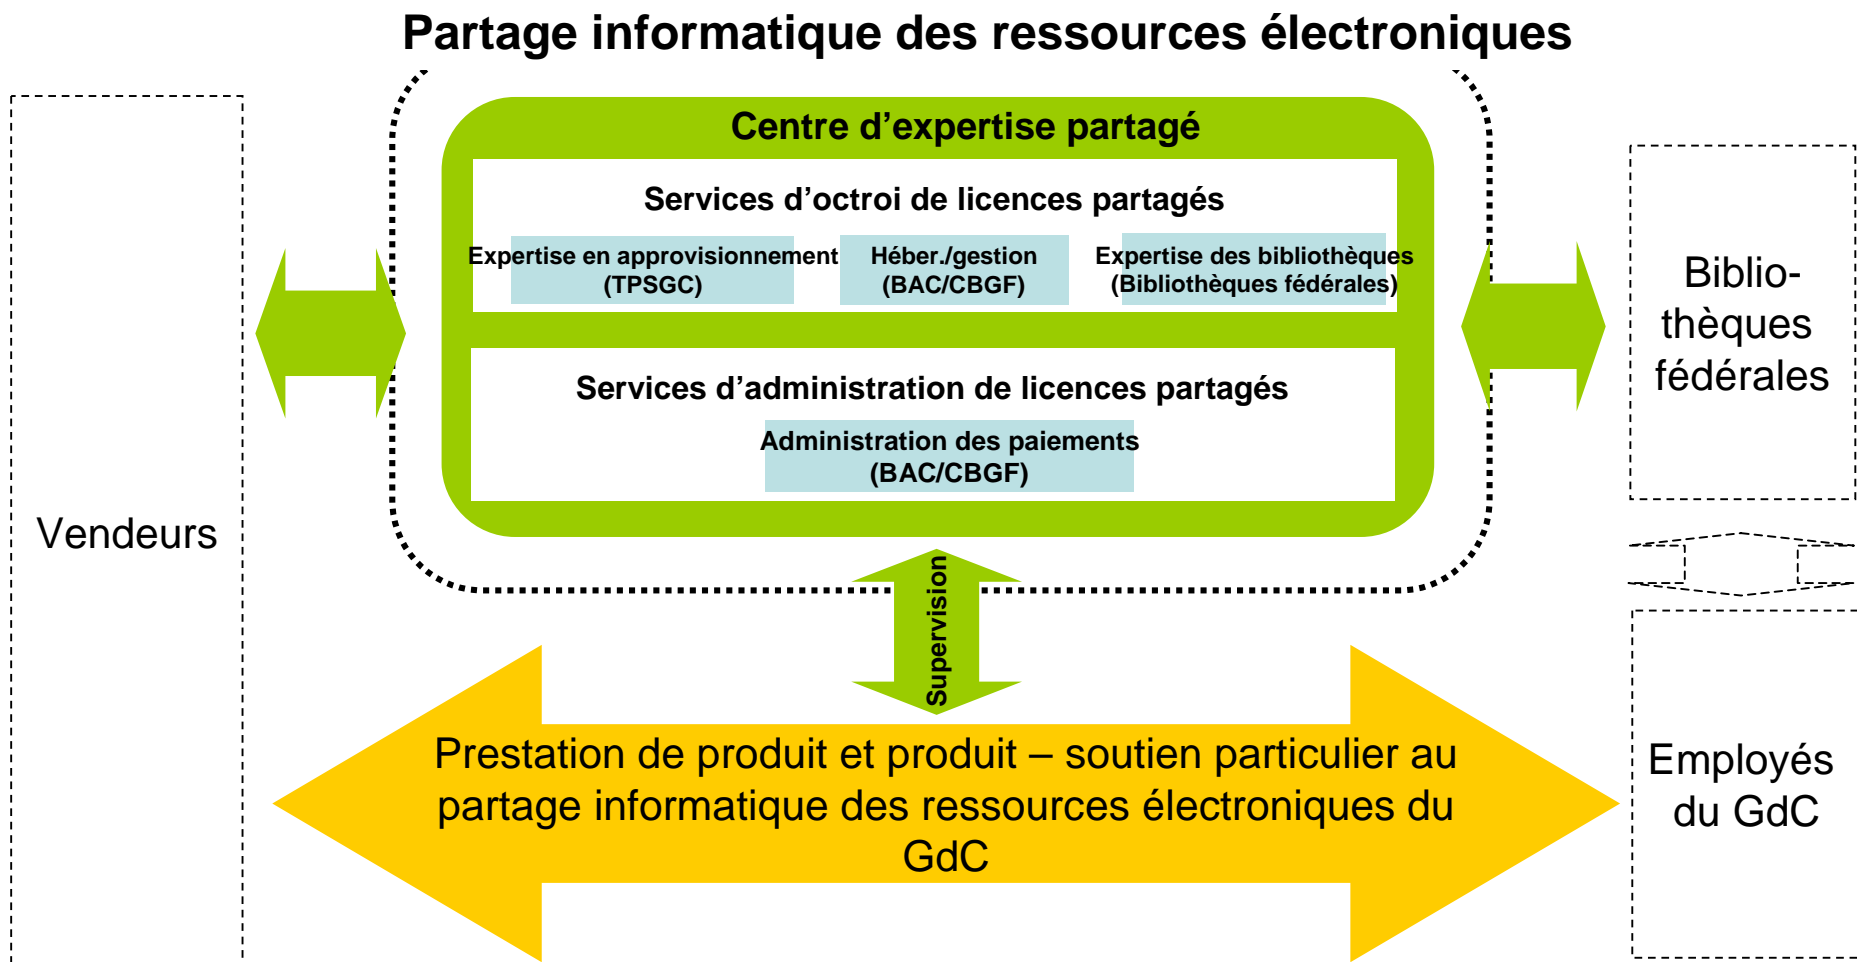 Partage informatique des ressources électroniques
Centre d’expertise partagé
Services d’octroi de licences partagés
Expertise en approvisionnement
(TPSGC)
Héber./gestion
(BAC/CBGF)
Expertise des bibliothèques
(Bibliothèques fédérales)
Services d’administration de licences partagés
Administration des paiements
(BAC/CBGF)
Vendeurs
Biblio-
thèques
fédérales
Supervision
Prestation de produit et produit – soutien particulier au
partage informatique des ressources électroniques du
GdC
Employés
du GdC